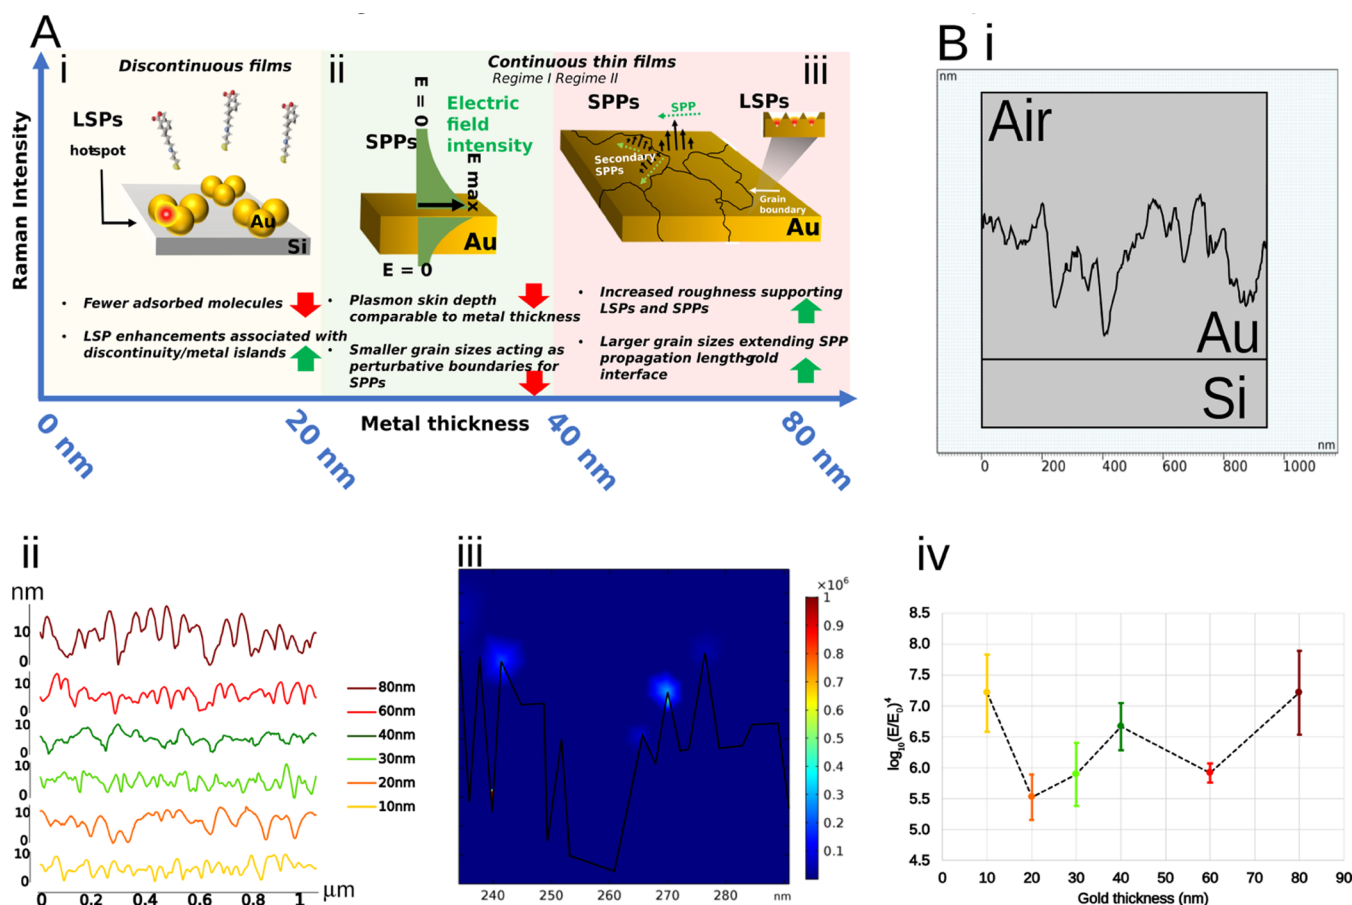 A
B i
i
Discontinuous films
ii
Continuous thin films
Regime I Regime II
iii
Raman Intensity
LSPs
hotspot
Au
Si
E = 0
Electric
field
intensity
SPPs
E max
Au
E = 0
SPPs
SPP
LSPs
Secondary
SPPs
Grain
boundary
Au
• Fewer adsorbed molecules
• LSP enhancements associated with
discontinuity/metal islands
• Plasmon skin depth
comparable to metal thickness
• Smaller grain sizes acting as
perturbative boundaries for
SPPs
• Increased roughness supporting
LSPs and SPPs
• Larger grain sizes extending SPP
propagation length-gold
interface
0 nm
20 nm
Metal thickness
40 nm
80 nm
nm
Air
Au
Si
nm
0 200 400 600 800 1000
ii
nm
10
0
10
0
10
0
10
0
10
0
10
0
0 0.2 0.4 0.6 0.8 1 μm
80nm
60nm
40nm
30nm
20nm
10nm
iii
×10⁶
1
0.9
0.8
0.7
0.6
0.5
0.4
0.3
0.2
0.1
240 250 260 270 280 nm
iv
log₁₀(E/E₀)⁴
8.5
8.0
7.5
7.0
6.5
6.0
5.5
5.0
4.5
0 10 20 30 40 50 60 70 80 90
Gold thickness (nm)